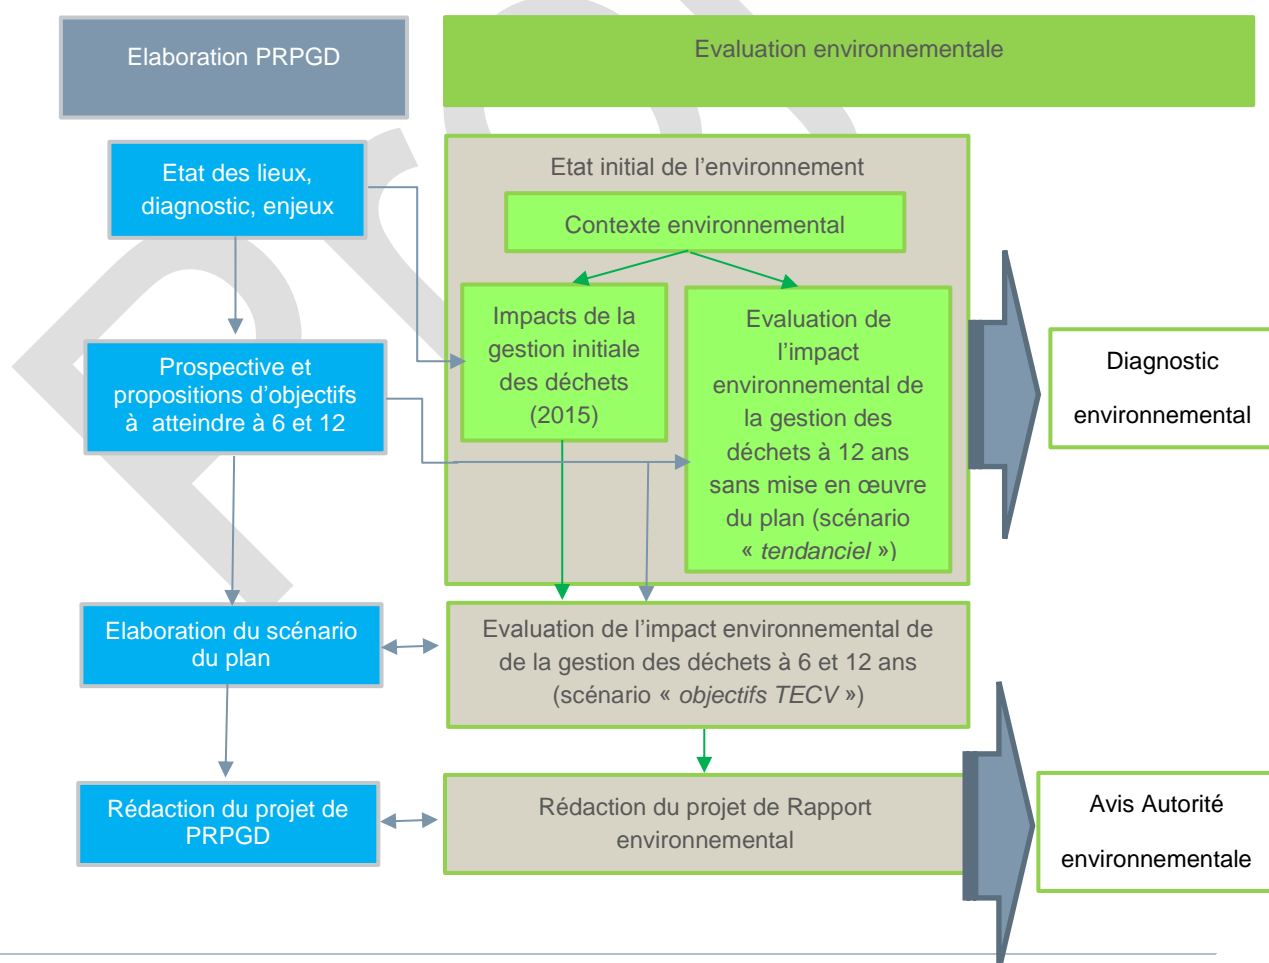 Elaboration PRPGD
Evaluation environnementale
Etat des lieux,
diagnostic, enjeux
Etat initial de l’environnement
Contexte environnemental
Impacts de la
gestion initiale
des déchets
(2015)
Evaluation de
l’impact
environnemental de
la gestion des
déchets à 12 ans
sans mise en œuvre
du plan (scénario
« tendanciel »)
Diagnostic
environnemental
Prospective et
propositions d’objectifs
à atteindre à 6 et 12
Elaboration du scénario
du plan
Evaluation de l’impact environnemental de
de la gestion des déchets à 6 et 12 ans
(scénario « objectifs TECV »)
Rédaction du projet de
PRPGD
Rédaction du projet de Rapport
environnemental
Avis Autorité
environnementale